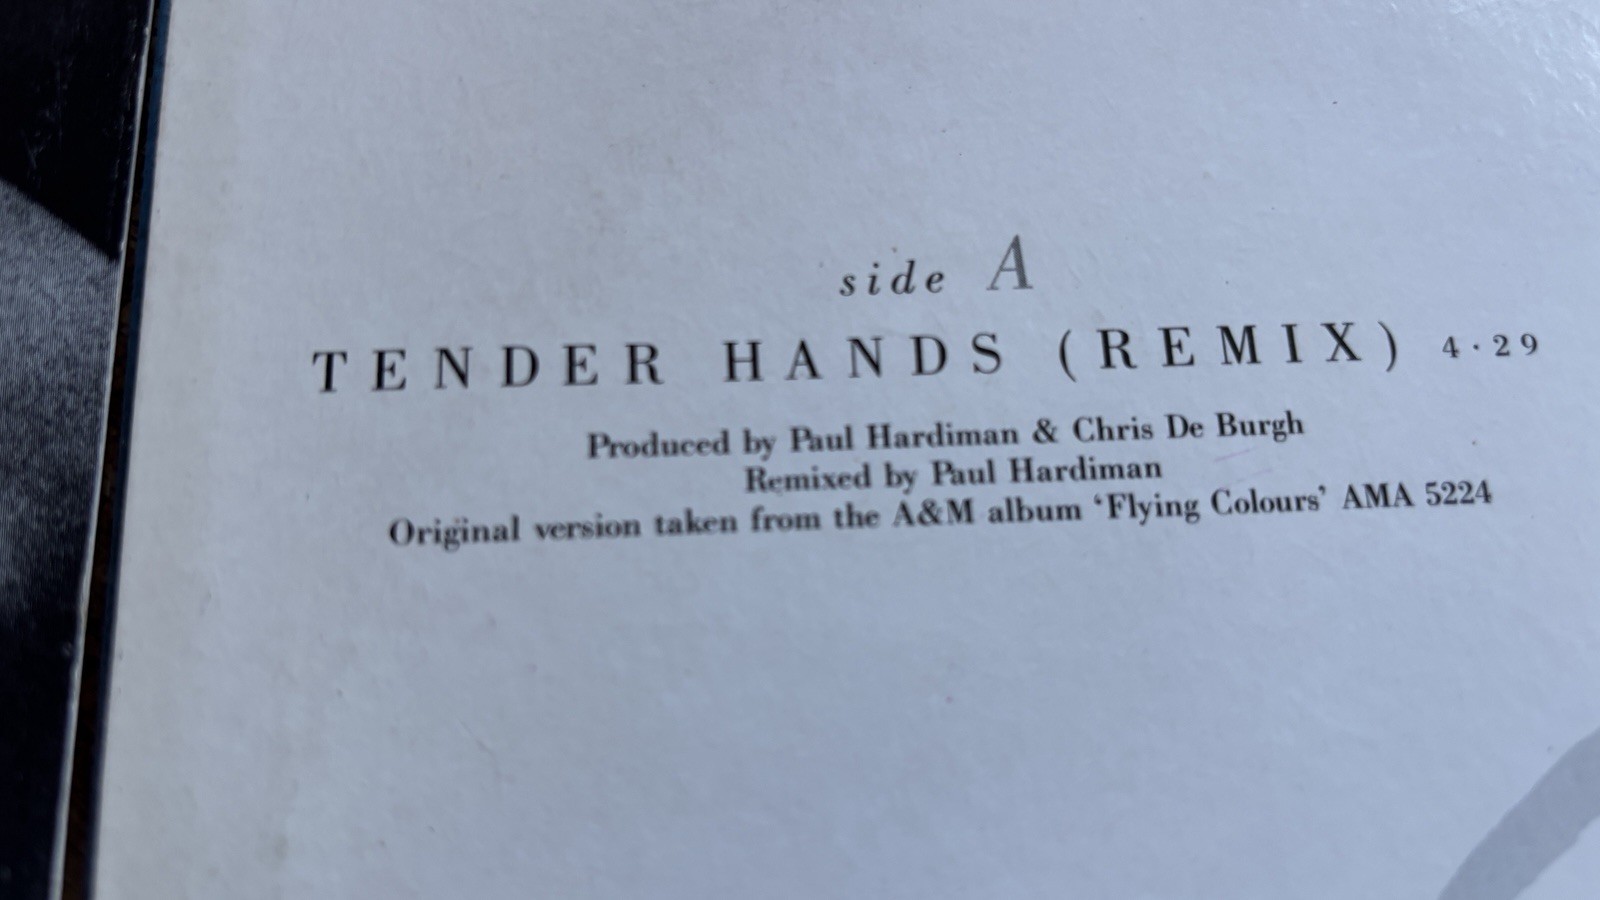 side A
TENDER HANDS (REMIX) 4·29
Produced by Paul Hardiman & Chris De Burgh
Remixed by Paul Hardiman
Original version taken from the A&M album ‘Flying Colours’ AMA 5224